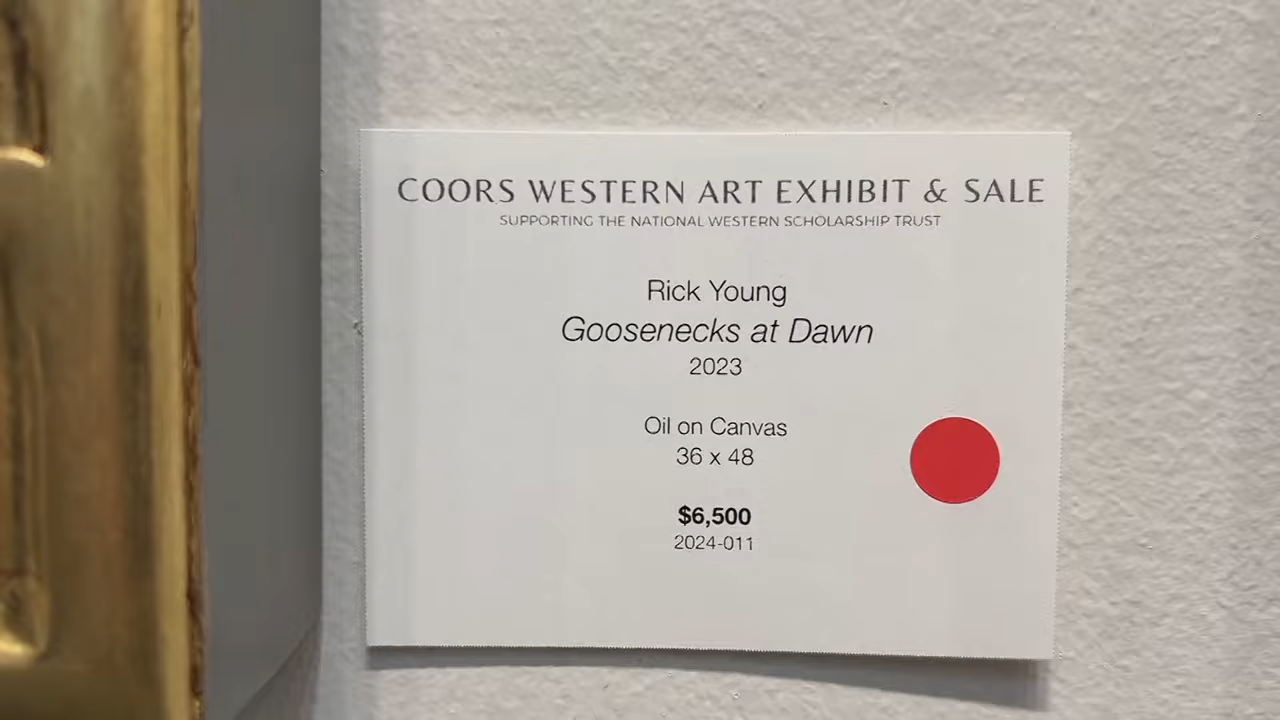 COORS WESTERN ART EXHIBIT & SALE
SUPPORTING THE NATIONAL WESTERN SCHOLARSHIP TRUST
Rick Young
Goosenecks at Dawn
2023
Oil on Canvas
36 x 48
$6,500
2024-011